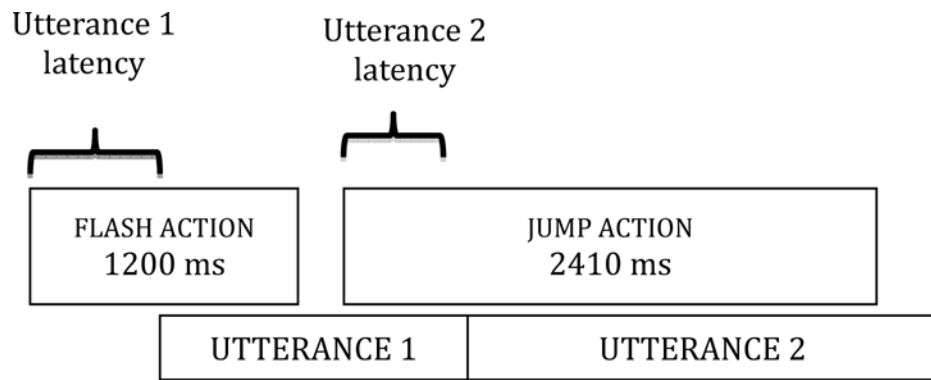 Utterance 1
latency
Utterance 2
latency
FLASH ACTION
1200 ms
JUMP ACTION
2410 ms
UTTERANCE 1
UTTERANCE 2